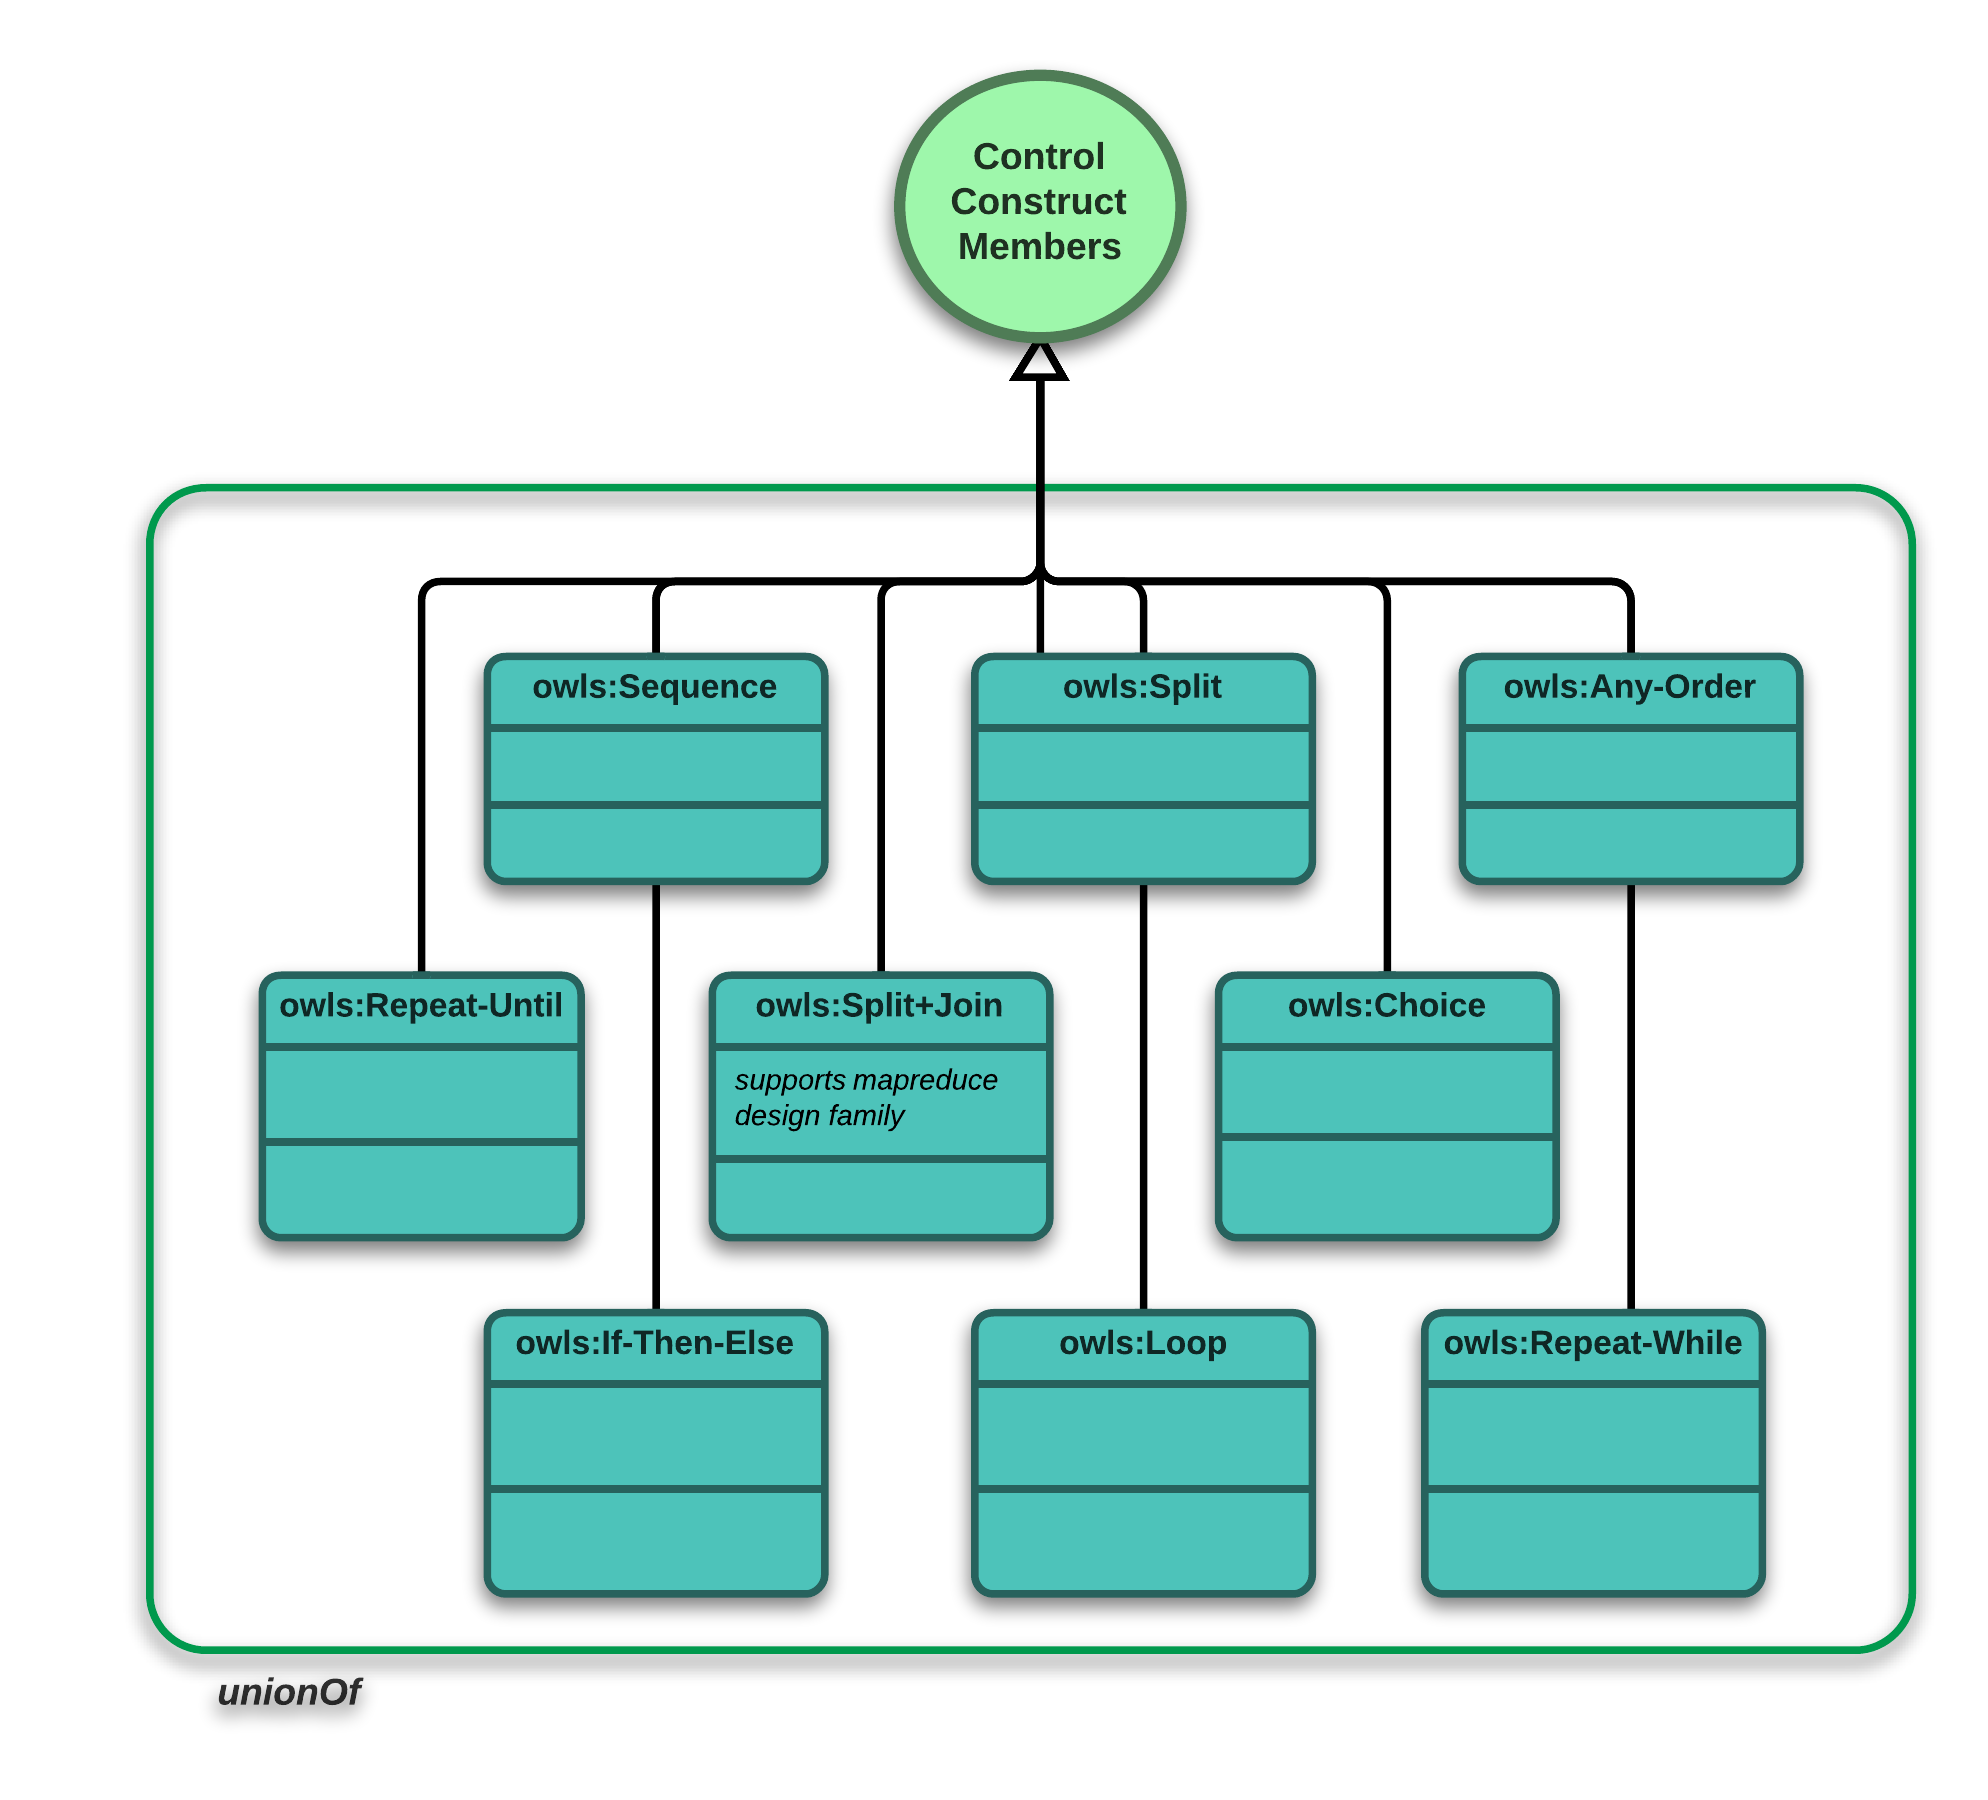 Control
Construct
Members
owls:Sequence
owls:Split
owls:Any-Order
owls:Repeat-Until
owls:Split+Join
supports mapreduce
design family
owls:Choice
owls:If-Then-Else
owls:Loop
owls:Repeat-While
unionOf